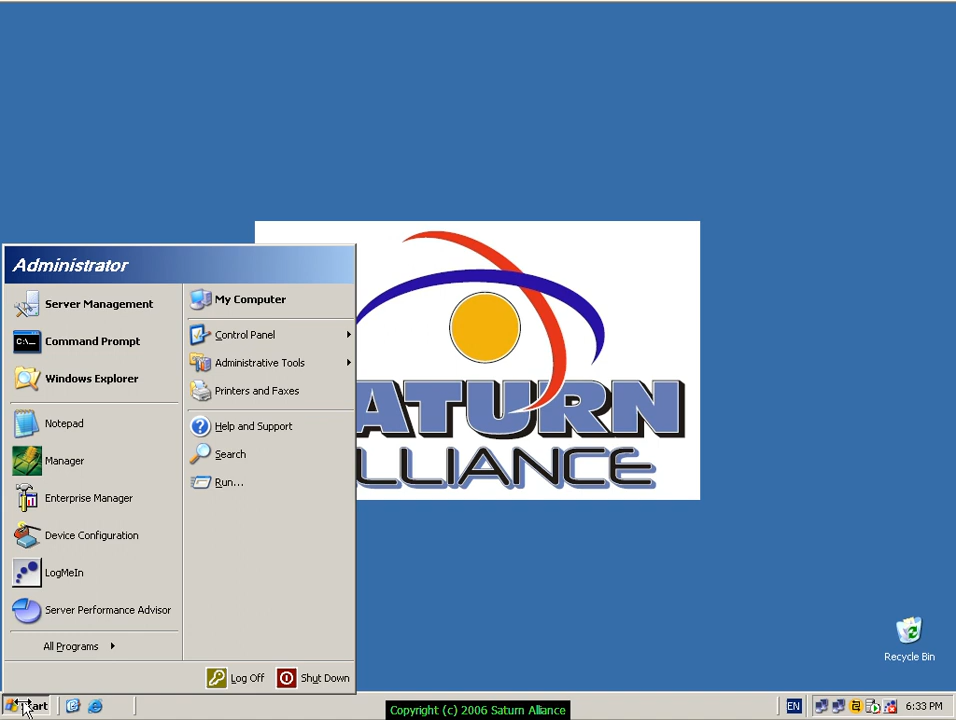 Administrator
Server Management
Command Prompt
Windows Explorer
Notepad
Manager
Enterprise Manager
Device Configuration
LogMeIn
Server Performance Advisor
All Programs
My Computer
Control Panel
Administrative Tools
Printers and Faxes
Help and Support
Search
Run...
Log Off
Shut Down
ATURN
LLIANCE
Recycle Bin
Copyright (c) 2006 Saturn Alliance
EN
6:33 PM